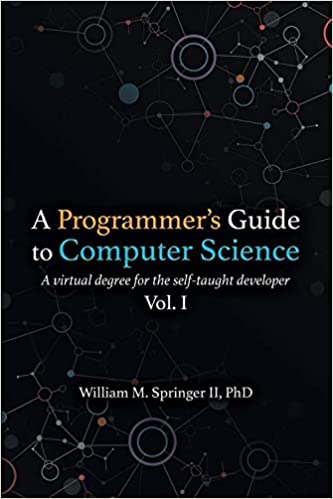 A Programmer's Guide
to Computer Science
A virtual degree for the self-taught developer
Vol. I
William M. Springer II, PhD